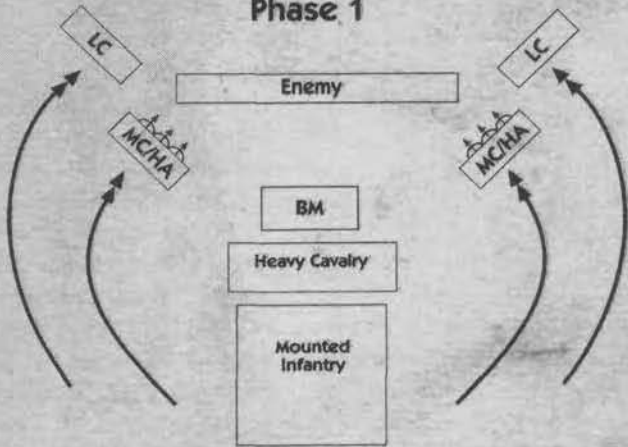 Phase 1
LC
LC
Enemy
MC/HA
MC/HA
BM
Heavy Cavalry
Mounted
Infantry